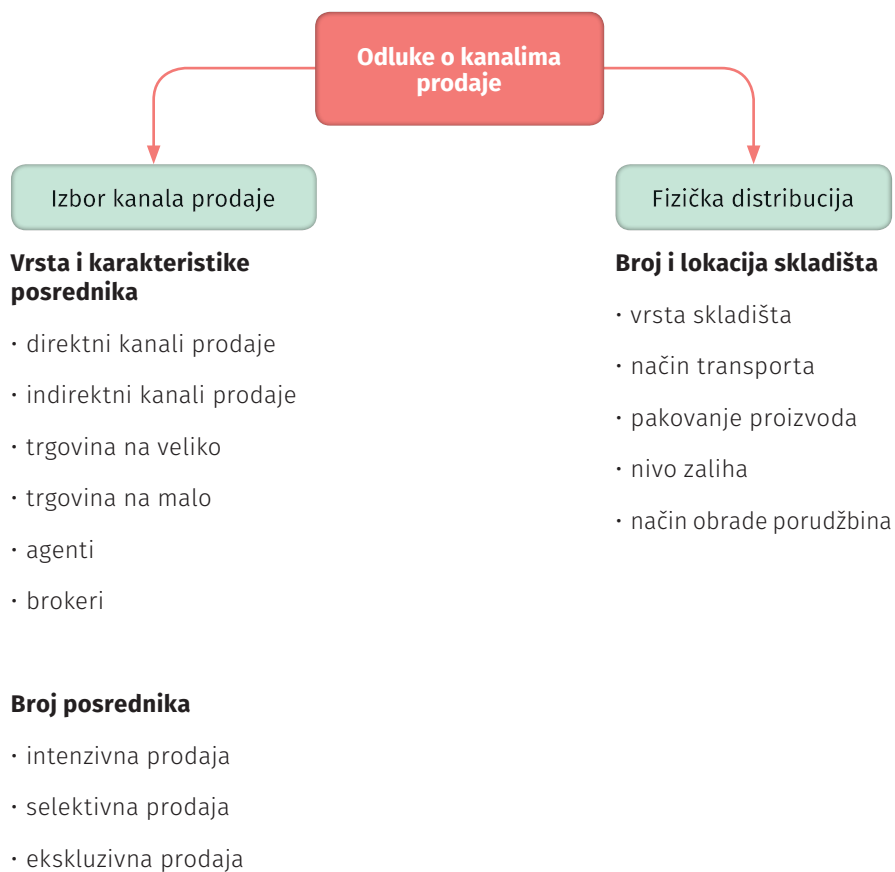 Odluke o kanalima
prodaje
Izbor kanala prodaje
Vrsta i karakteristike
posrednika
· direktni kanali prodaje
· indirektni kanali prodaje
· trgovina na veliko
· trgovina na malo
· agenti
· brokeri
Broj posrednika
· intenzivna prodaja
· selektivna prodaja
· ekskluzivna prodaja
Fizička distribucija
Broj i lokacija skladišta
· vrsta skladišta
· način transporta
· pakovanje proizvoda
· nivo zaliha
· način obrade porudžbina